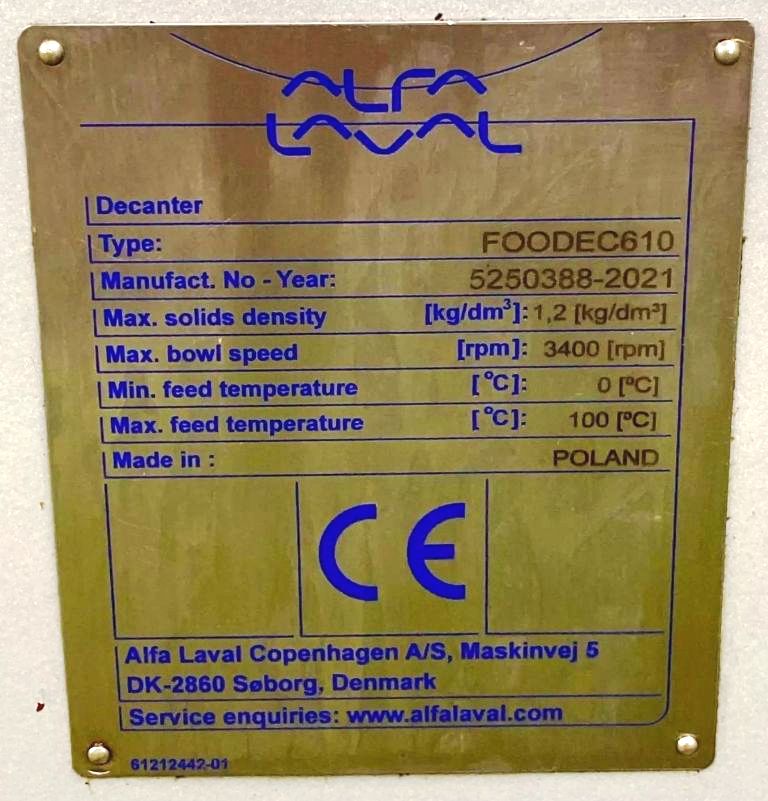 ALFA
LAVAL
Decanter
Type: FOODEC610
Manufact. No - Year: 5250388-2021
Max. solids density [kg/dm³]: 1,2 [kg/dm³]
Max. bowl speed [rpm]: 3400 [rpm]
Min. feed temperature [°C]: 0 [ºC]
Max. feed temperature [°C]: 100 [ºC]
Made in : POLAND
CE
Alfa Laval Copenhagen A/S, Maskinvej 5
DK-2860 Søborg, Denmark
Service enquiries: www.alfalaval.com
61212442-01